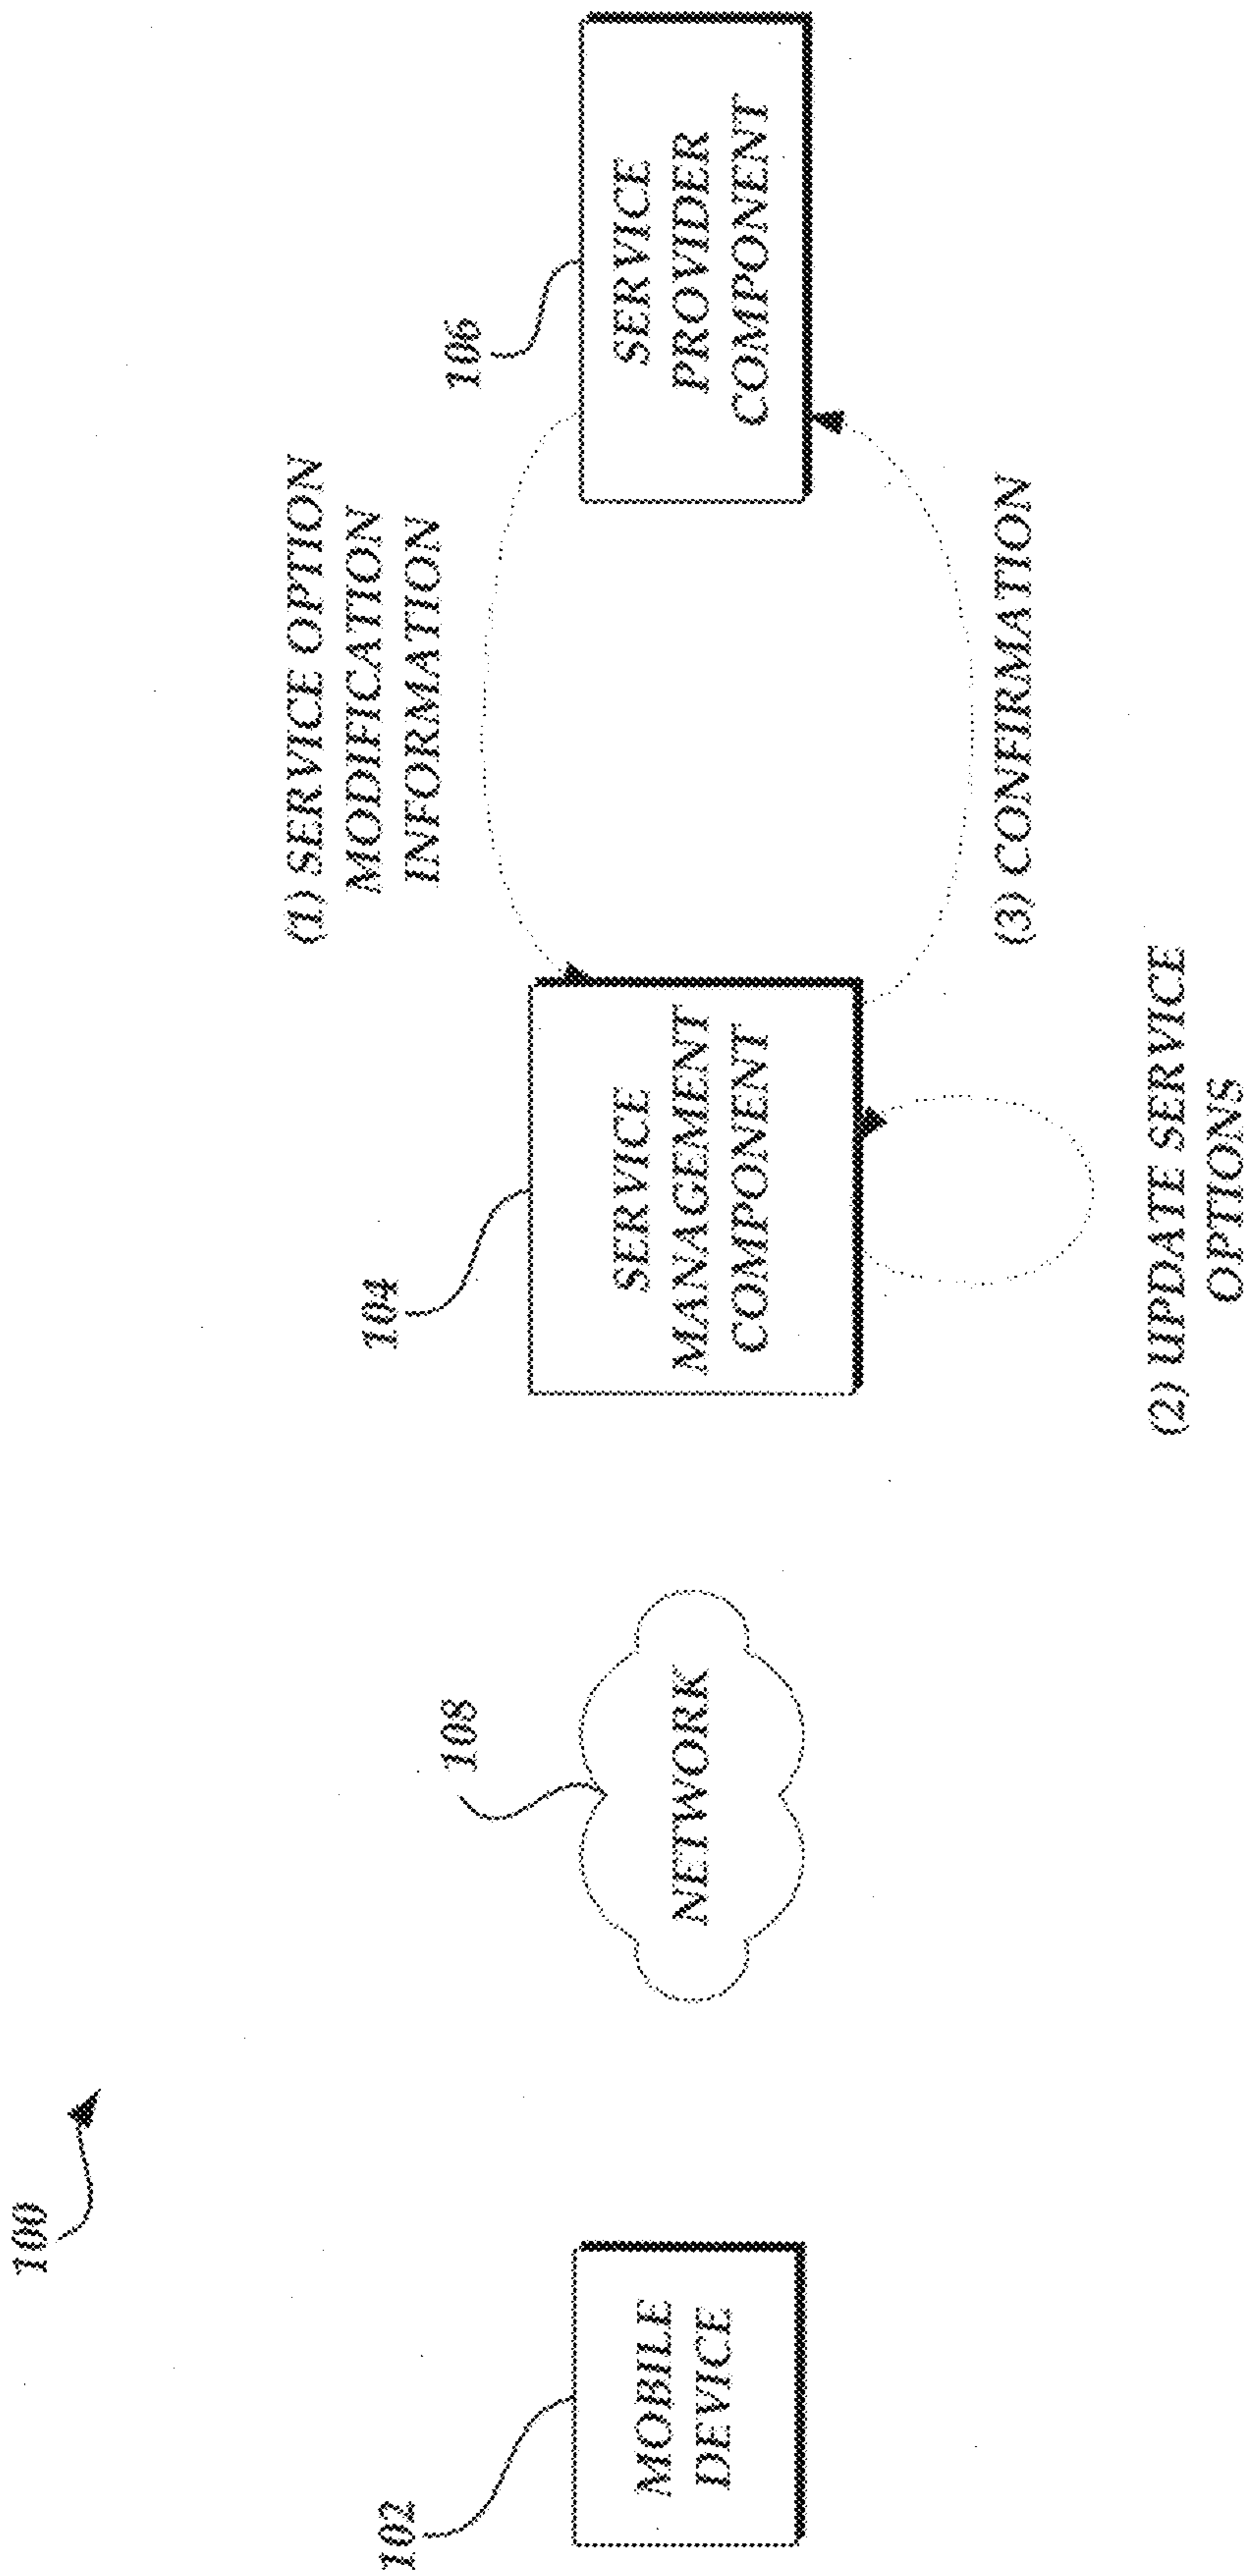 100
102
MOBILE
DEVICE
108
NETWORK
104
SERVICE
MANAGEMENT
COMPONENT
(1) SERVICE OPTION
MODIFICATION
INFORMATION
106
SERVICE
PROVIDER
COMPONENT
(3) CONFIRMATION
(2) UPDATE SERVICE
OPTIONS